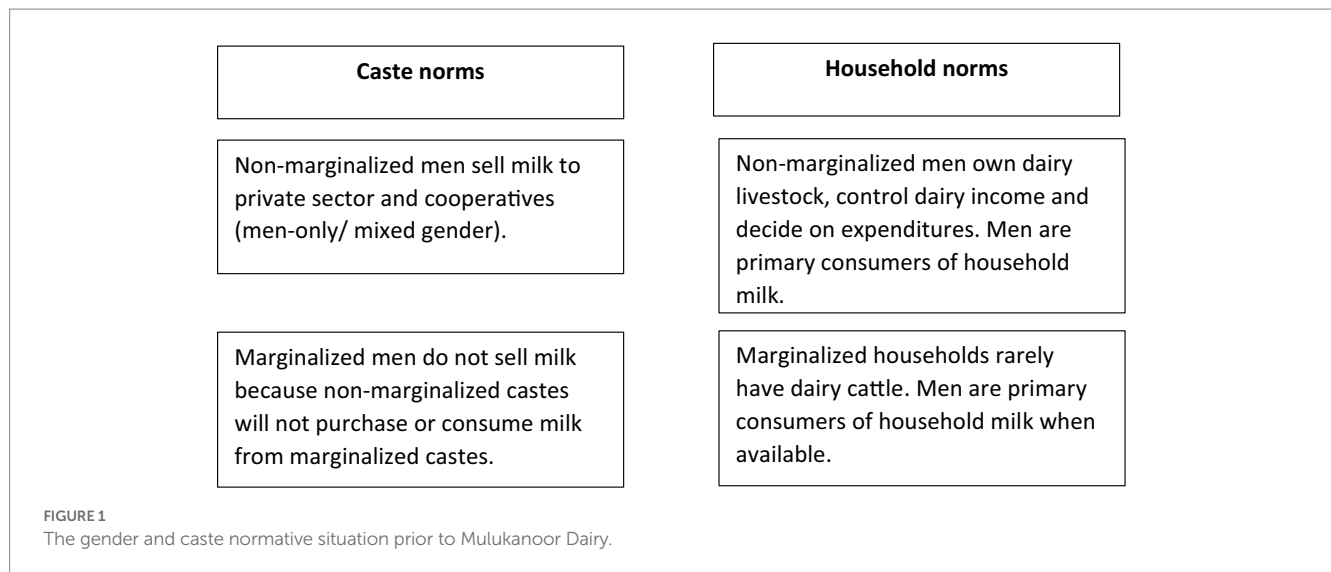 Caste norms
Household norms
Non-marginalized men sell milk to
private sector and cooperatives
(men-only/ mixed gender).
Non-marginalized men own dairy
livestock, control dairy income and
decide on expenditures. Men are
primary consumers of household
milk.
Marginalized men do not sell milk
because non-marginalized castes
will not purchase or consume milk
from marginalized castes.
Marginalized households rarely
have dairy cattle. Men are primary
consumers of household milk when
available.
FIGURE 1
The gender and caste normative situation prior to Mulukanoor Dairy.